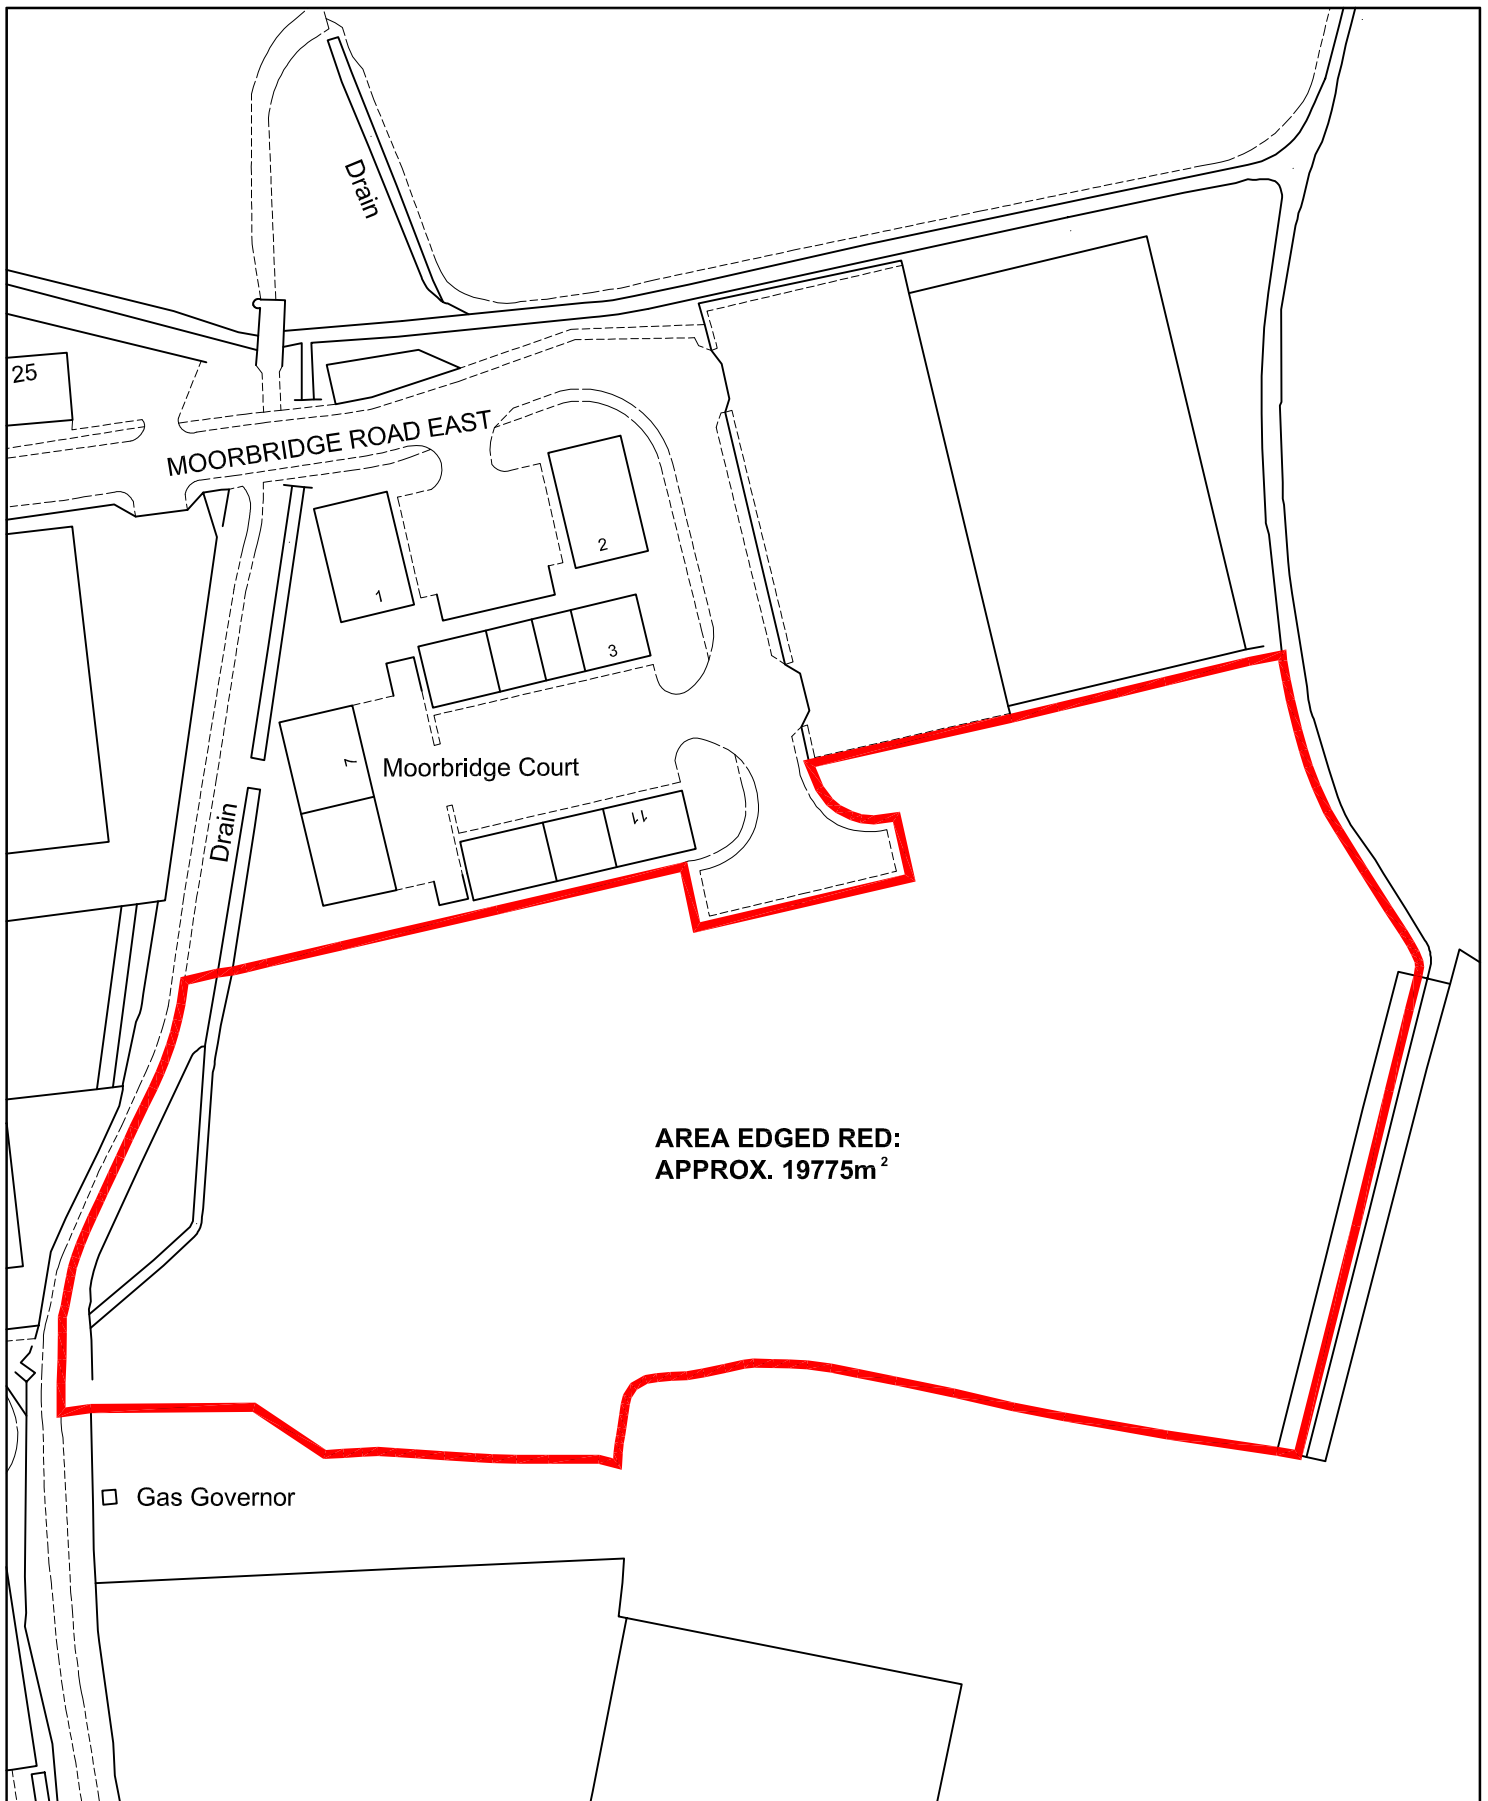 Drain
25
MOORBRIDGE ROAD EAST
2
1
3
7
Moorbridge Court
11
Drain
AREA EDGED RED:
APPROX. 19775m²
Gas Governor